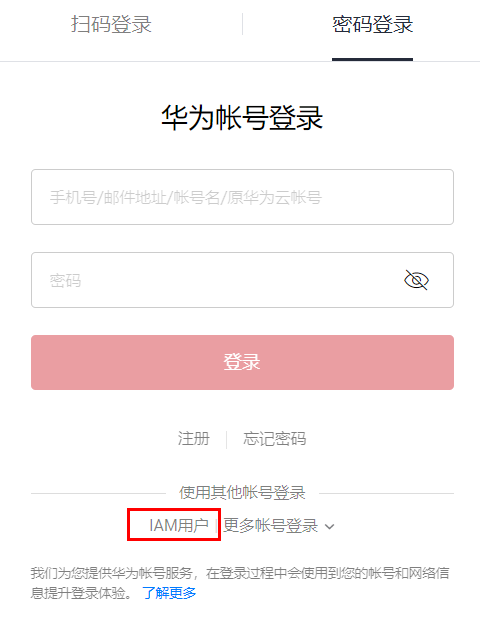 扫码登录
密码登录
华为帐号登录
手机号/邮件地址/帐号名/原华为云帐号
密码
登录
注册
忘记密码
使用其他帐号登录
IAM用户 更多帐号登录
我们为您提供华为帐号服务，在登录过程中会使用到您的帐号和网络信
息提升登录体验。了解更多